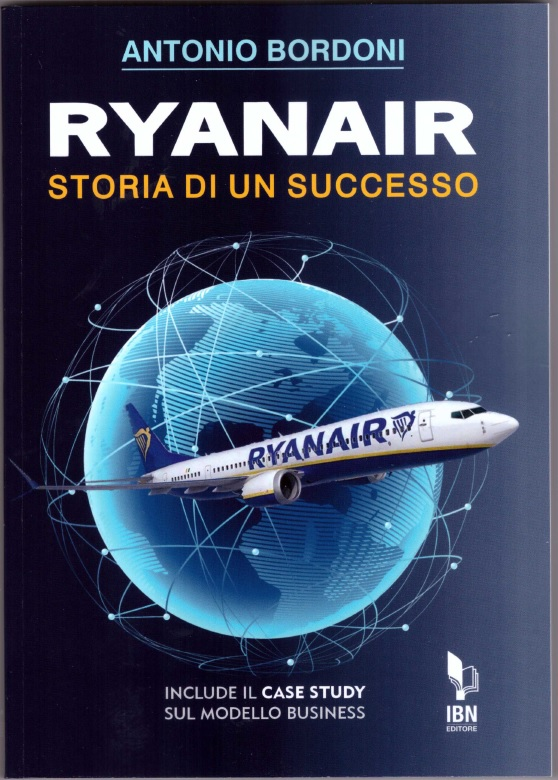 ANTONIO BORDONI
RYANAIR
STORIA DI UN SUCCESSO
RYANAIR
INCLUDE IL CASE STUDY
SUL MODELLO BUSINESS
IBN
EDITORE